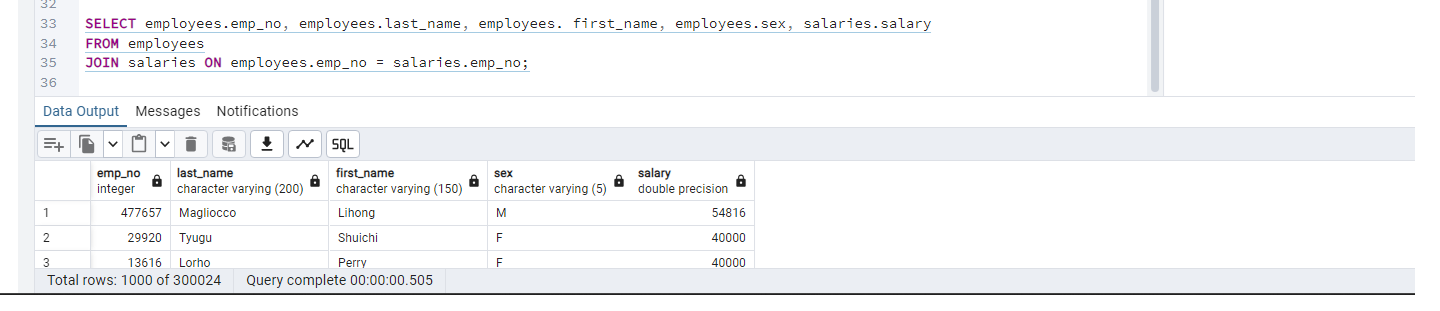 32
33 SELECT employees.emp_no, employees.last_name, employees. first_name, employees.sex, salaries.salary
34 FROM employees
35 JOIN salaries ON employees.emp_no = salaries.emp_no;
36
Data Output Messages Notifications
SQL
emp_no last_name first_name sex salary
integer character varying (200) character varying (150) character varying (5) double precision
1 477657 Magliocco Lihong M 54816
2 29920 Tyugu Shuichi F 40000
3 13616 Lorho Perry F 40000
Total rows: 1000 of 300024 Query complete 00:00:00.505